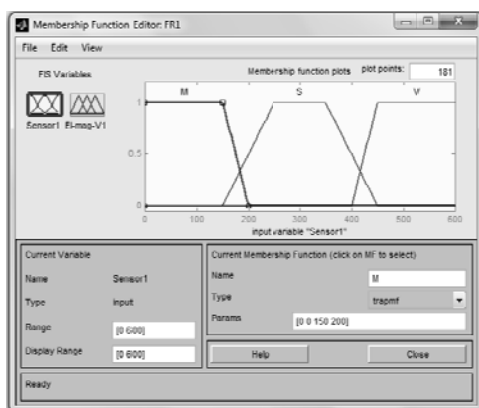 Membership Function Editor: FR1
File Edit View
FIS Variables
Membership function plots plot points: 181
Sensor1 El-mag-V1
M S V
1
0.5
0
0 100 200 300 400 500 600
input variable "Sensor1"
Current Variable
Name Sensor1
Type input
Range [0 600]
Display Range [0 600]
Current Membership Function (click on MF to select)
Name M
Type trapmf
Params [0 0 150 200]
Help Close
Ready